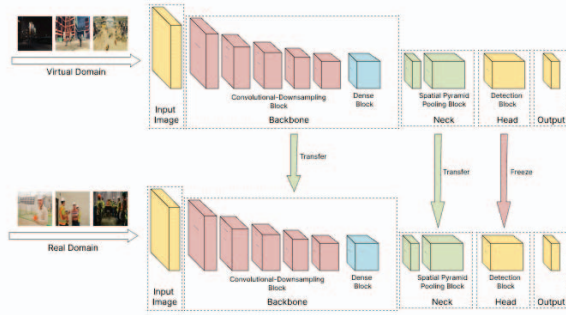 Virtual Domain
Input
Image
Convolutional-Downsampling
Block
Dense
Block
Backbone
Spatial Pyramid
Pooling Block
Neck
Detection
Block
Head
Output
Transfer
Transfer
Freeze
Real Domain
Input
Image
Convolutional-Downsampling
Block
Dense
Block
Backbone
Spatial Pyramid
Pooling Block
Neck
Detection
Block
Head
Output